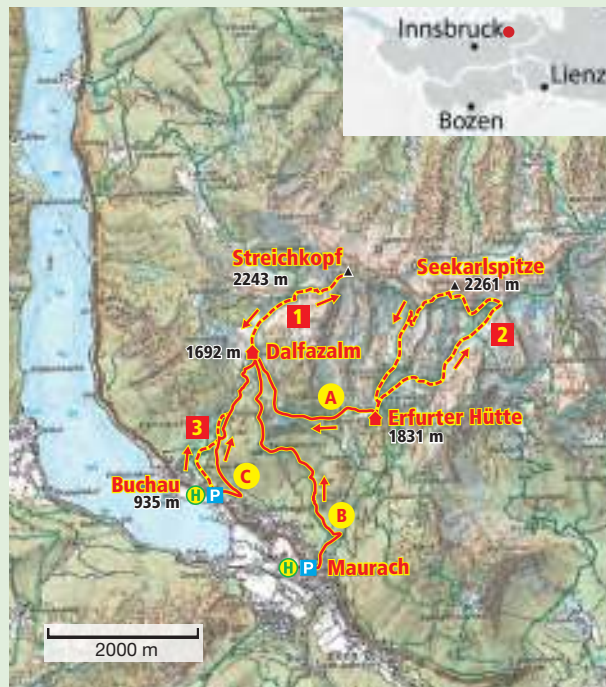 Innsbruck
Lienz
Bozen
Streichkopf
2243 m
Seekarlspitze
2261 m
1
2
1692 m
Dalfazalm
A
Erfurter Hütte
1831 m
3
Buchau
935 m
H P
C
B
H P
Maurach
2000 m